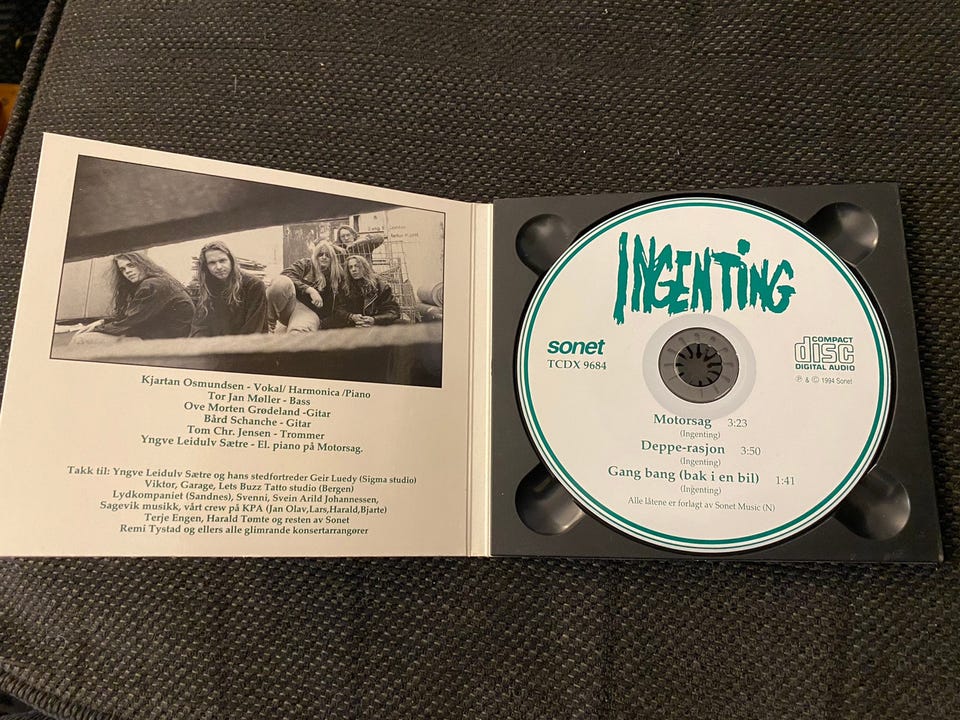 Kjartan Osmundsen - Vokal/ Harmonica /Piano
Tor Jan Møller - Bass
Ove Morten Grødeland -Gitar
Bård Schanche - Gitar
Tom Chr. Jensen - Trommer
Yngve Leidulv Sætre - El. piano på Motorsag.
Takk til: Yngve Leidulv Sætre og hans stedfortreder Geir Luedy (Sigma studio)
Viktor, Garage, Lets Buzz Tatto studio (Bergen)
Lydkompaniet (Sandnes), Svenni, Svein Arild Johannessen,
Sagevik musikk, vårt crew på KPA (Jan Olav,Lars,Harald,Bjarte)
Terje Engen, Harald Tømte og resten av Sonet
Remi Tystad og ellers alle glimrande konsertarrangører
INGENTING
sonet
TCDX 9684
COMPACT
disc
DIGITAL AUDIO
℗ & © 1994 Sonet
Motorsag 3:23
(Ingenting)
Deppe-rasjon 3:50
(Ingenting)
Gang bang (bak i en bil) 1:41
(Ingenting)
Alle låtene er forlagt av Sonet Music (N)